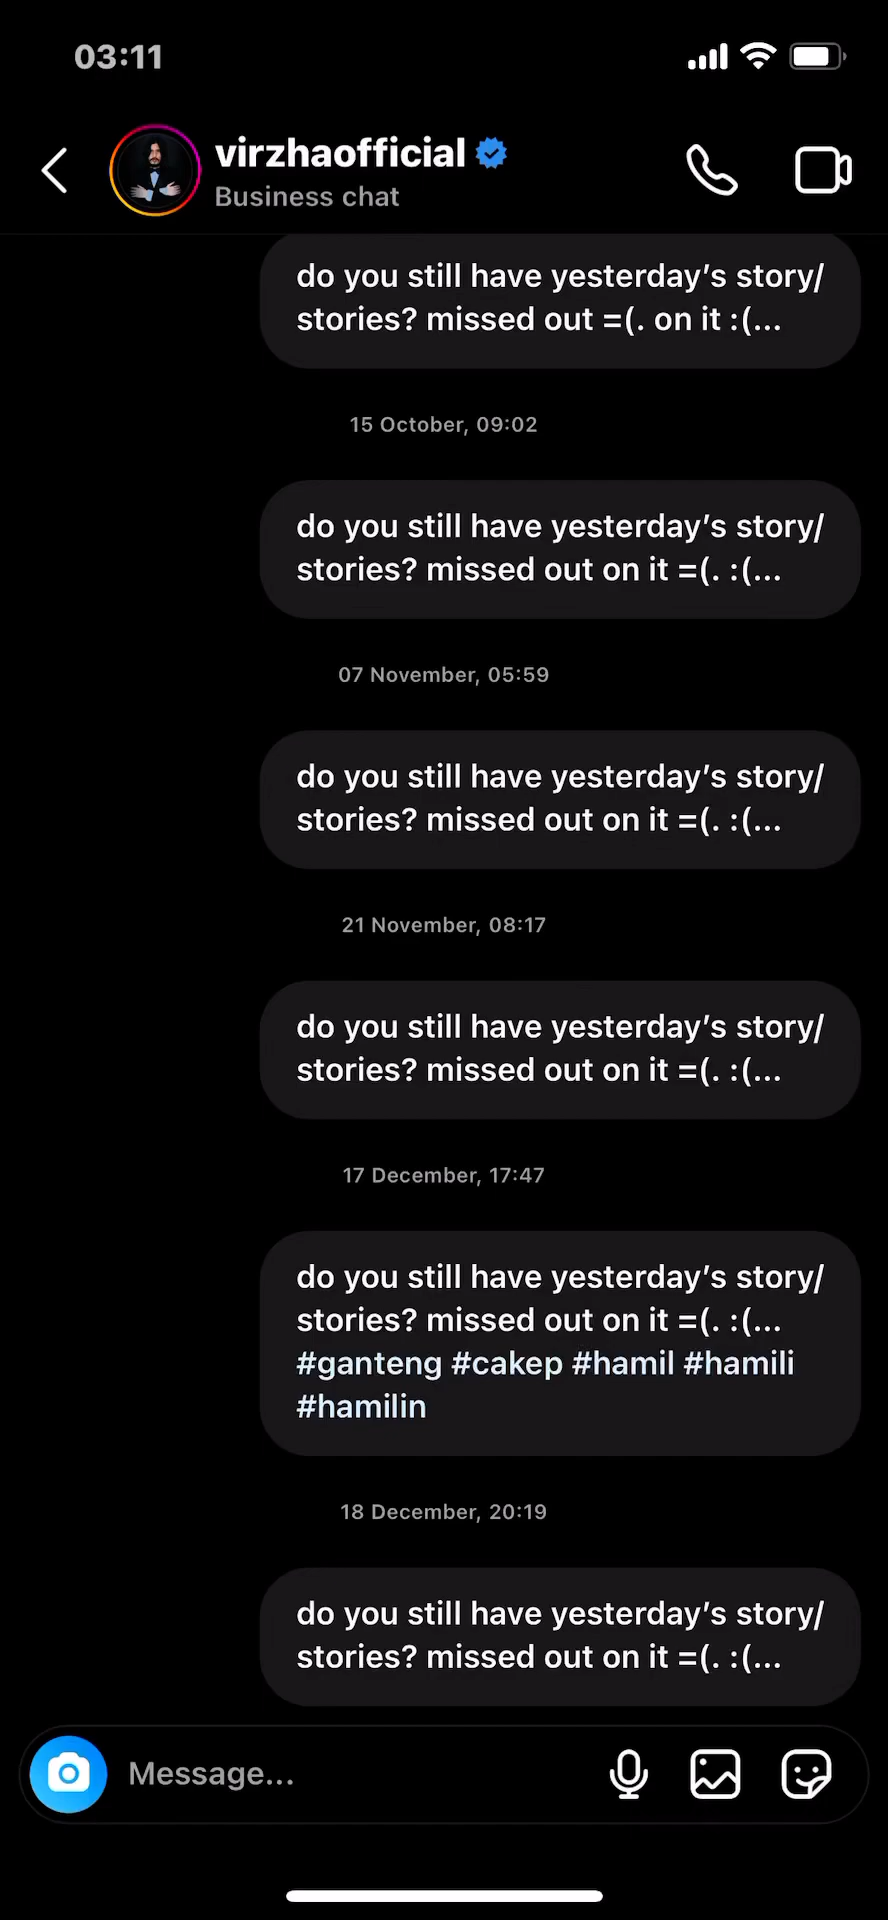 03:11
virzhaofficial
Business chat
do you still have yesterday’s story/
stories? missed out =(. on it :(...
15 October, 09:02
do you still have yesterday’s story/
stories? missed out on it =(. :(...
07 November, 05:59
do you still have yesterday’s story/
stories? missed out on it =(. :(...
21 November, 08:17
do you still have yesterday’s story/
stories? missed out on it =(. :(...
17 December, 17:47
do you still have yesterday’s story/
stories? missed out on it =(. :(...
#ganteng #cakep #hamil #hamili
#hamilin
18 December, 20:19
do you still have yesterday’s story/
stories? missed out on it =(. :(...
Message...